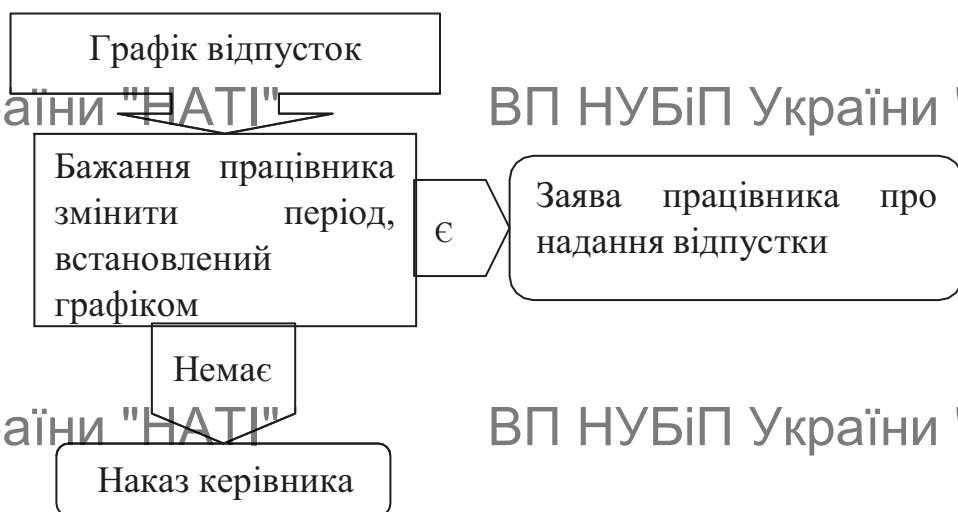 Графік відпусток
аїни "НАТІ" ВП НУБіП України "
Бажання працівника
змінити період,
встановлений
графіком
Є
Заява працівника про
надання відпустки
Немає
аїни "НАТІ" ВП НУБіП України "
Наказ керівника